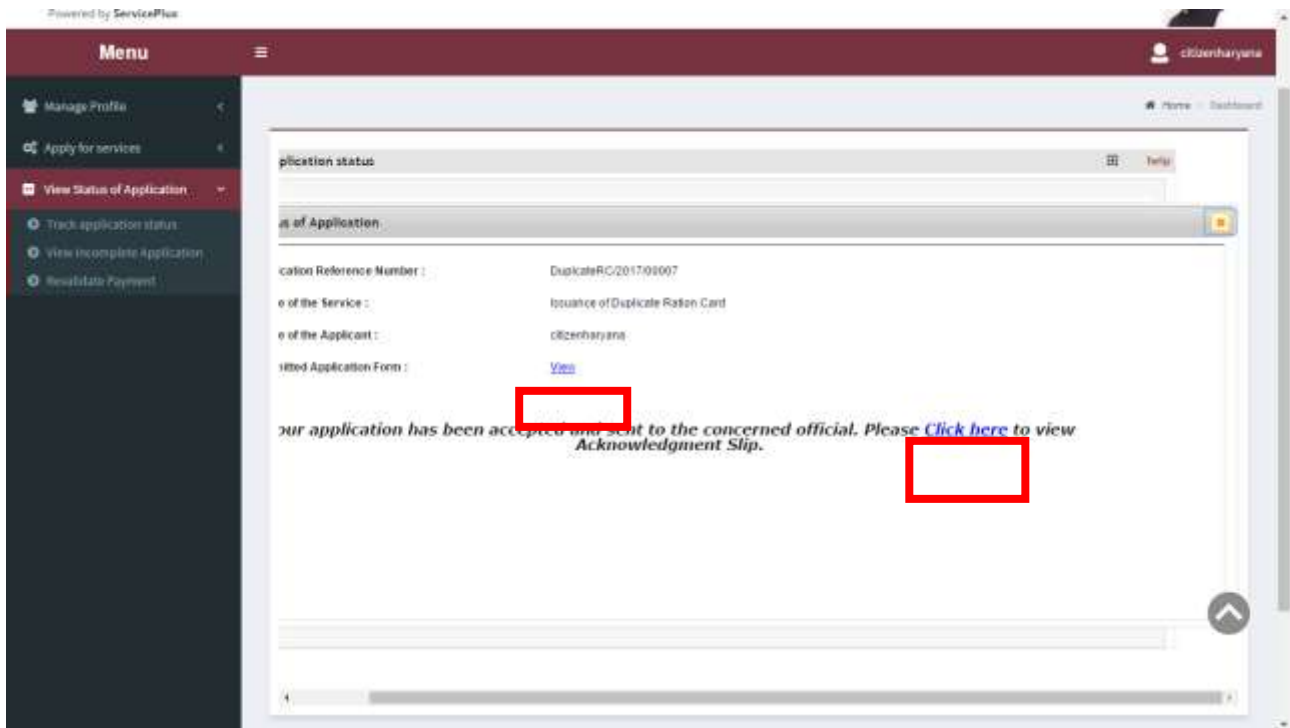 Powered by ServicePlus
Menu
citizenharyana
Manage Profile
Home Dashboard
Apply for services
plication status
help
View Status of Application
us of Application
Track application status
View Incomplete Application
Revalidate Payment
ication Reference Number :
DuplicateRC/2017/00007
e of the Service :
Issuance of Duplicate Ration Card
e of the Applicant :
citizenharyana
itted Application Form :
View
our application has been accepted and sent to the concerned official. Please Click here to view
Acknowledgment Slip.